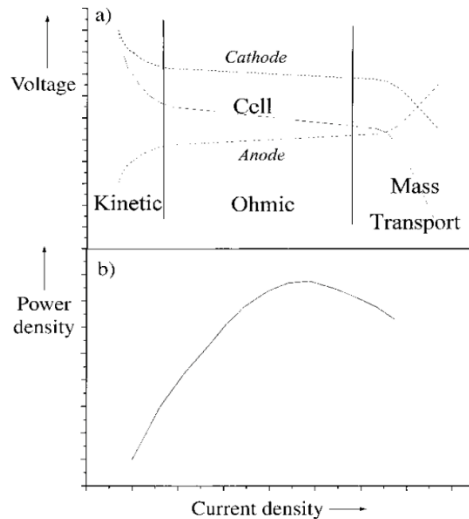 a)
Voltage
Cathode
Cell
Anode
Kinetic
Ohmic
Mass
Transport
b)
Power
density
Current density